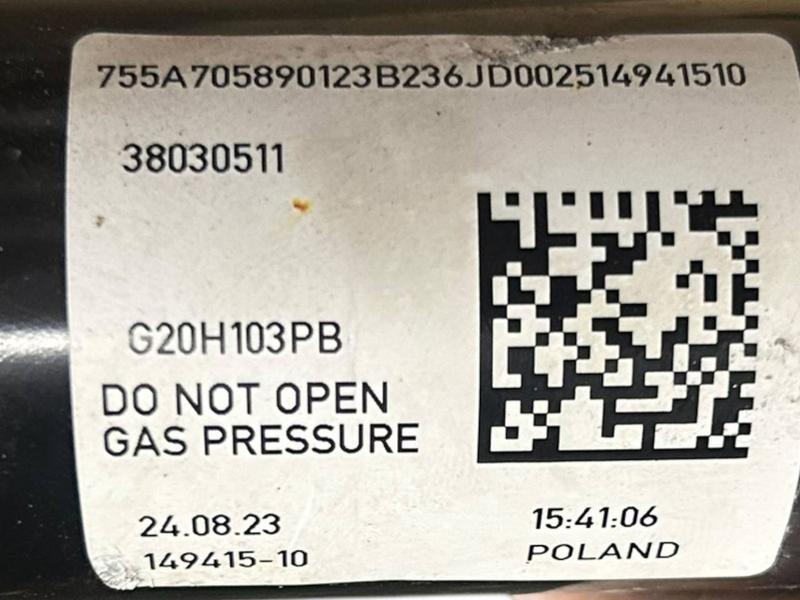 755A705890123B236JD002514941510
38030511
G20H103PB
DO NOT OPEN
GAS PRESSURE
24.08.23
15:41:06
149415-10
POLAND